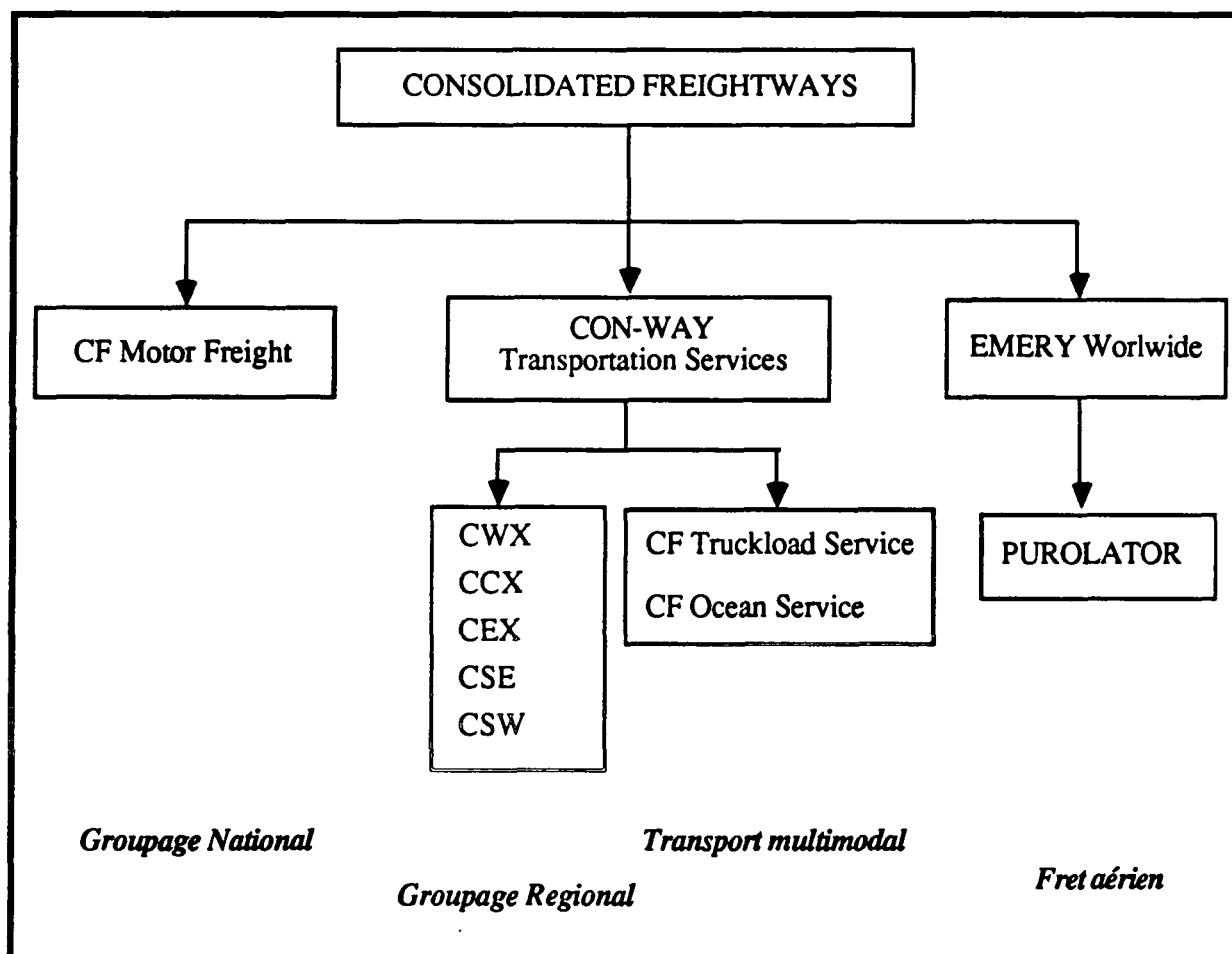 CONSOLIDATED FREIGHTWAYS
CF Motor Freight
CON-WAY
Transportation Services
EMERY Worlwide
CWX
CCX
CEX
CSE
CSW
CF Truckload Service
CF Ocean Service
PUROLATOR
Groupage National
Transport multimodal
Groupage Regional
Fret aérien